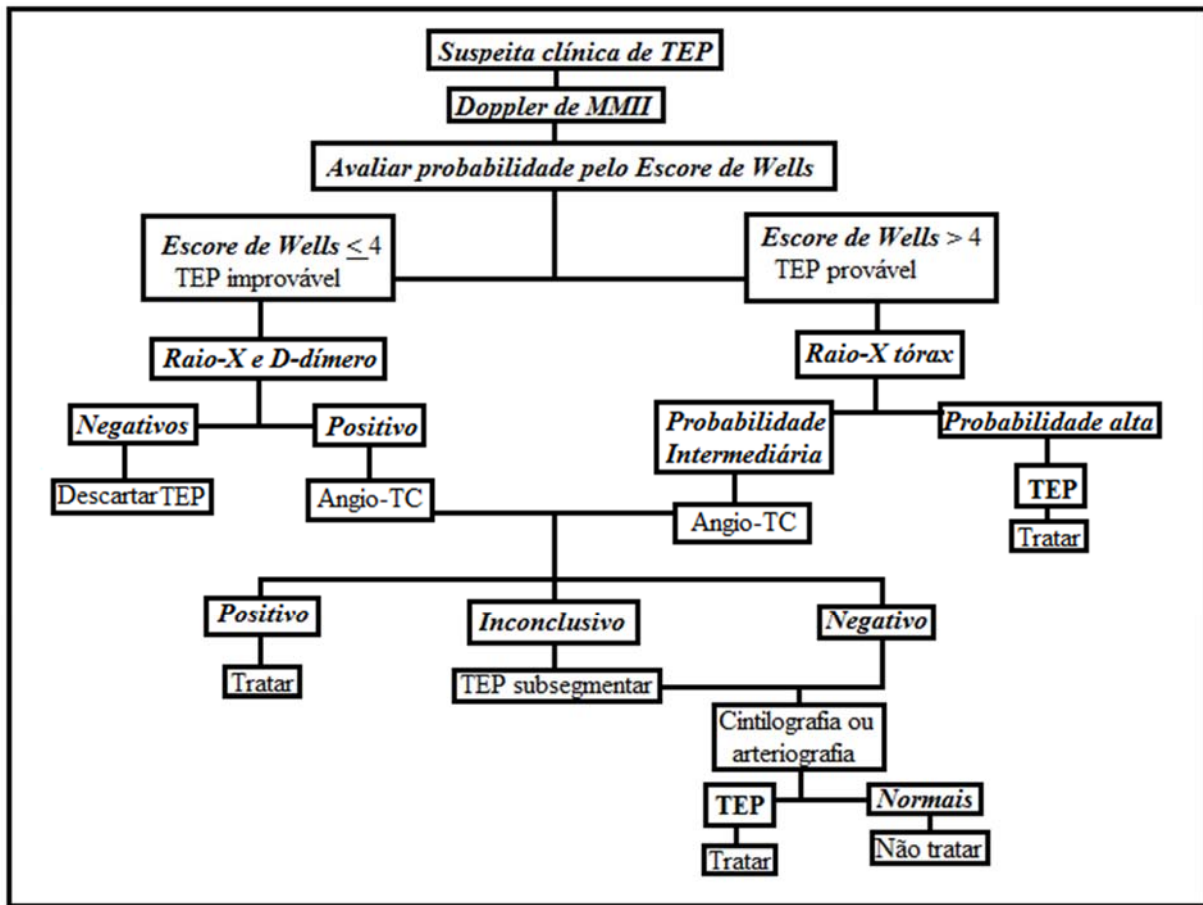 Suspeita clínica de TEP
Doppler de MMII
Avaliar probabilidade pelo Escore de Wells
Escore de Wells ≤ 4
TEP improvável
Escore de Wells > 4
TEP provável
Raio-X e D-dímero
Raio-X tórax
Negativos
Positivo
Probabilidade
Intermediária
Probabilidade alta
Descartar TEP
Angio-TC
Angio-TC
TEP
Tratar
Positivo
Inconclusivo
Negativo
Tratar
TEP subsegmentar
Cintilografia ou
arteriografia
TEP
Normais
Tratar
Não tratar